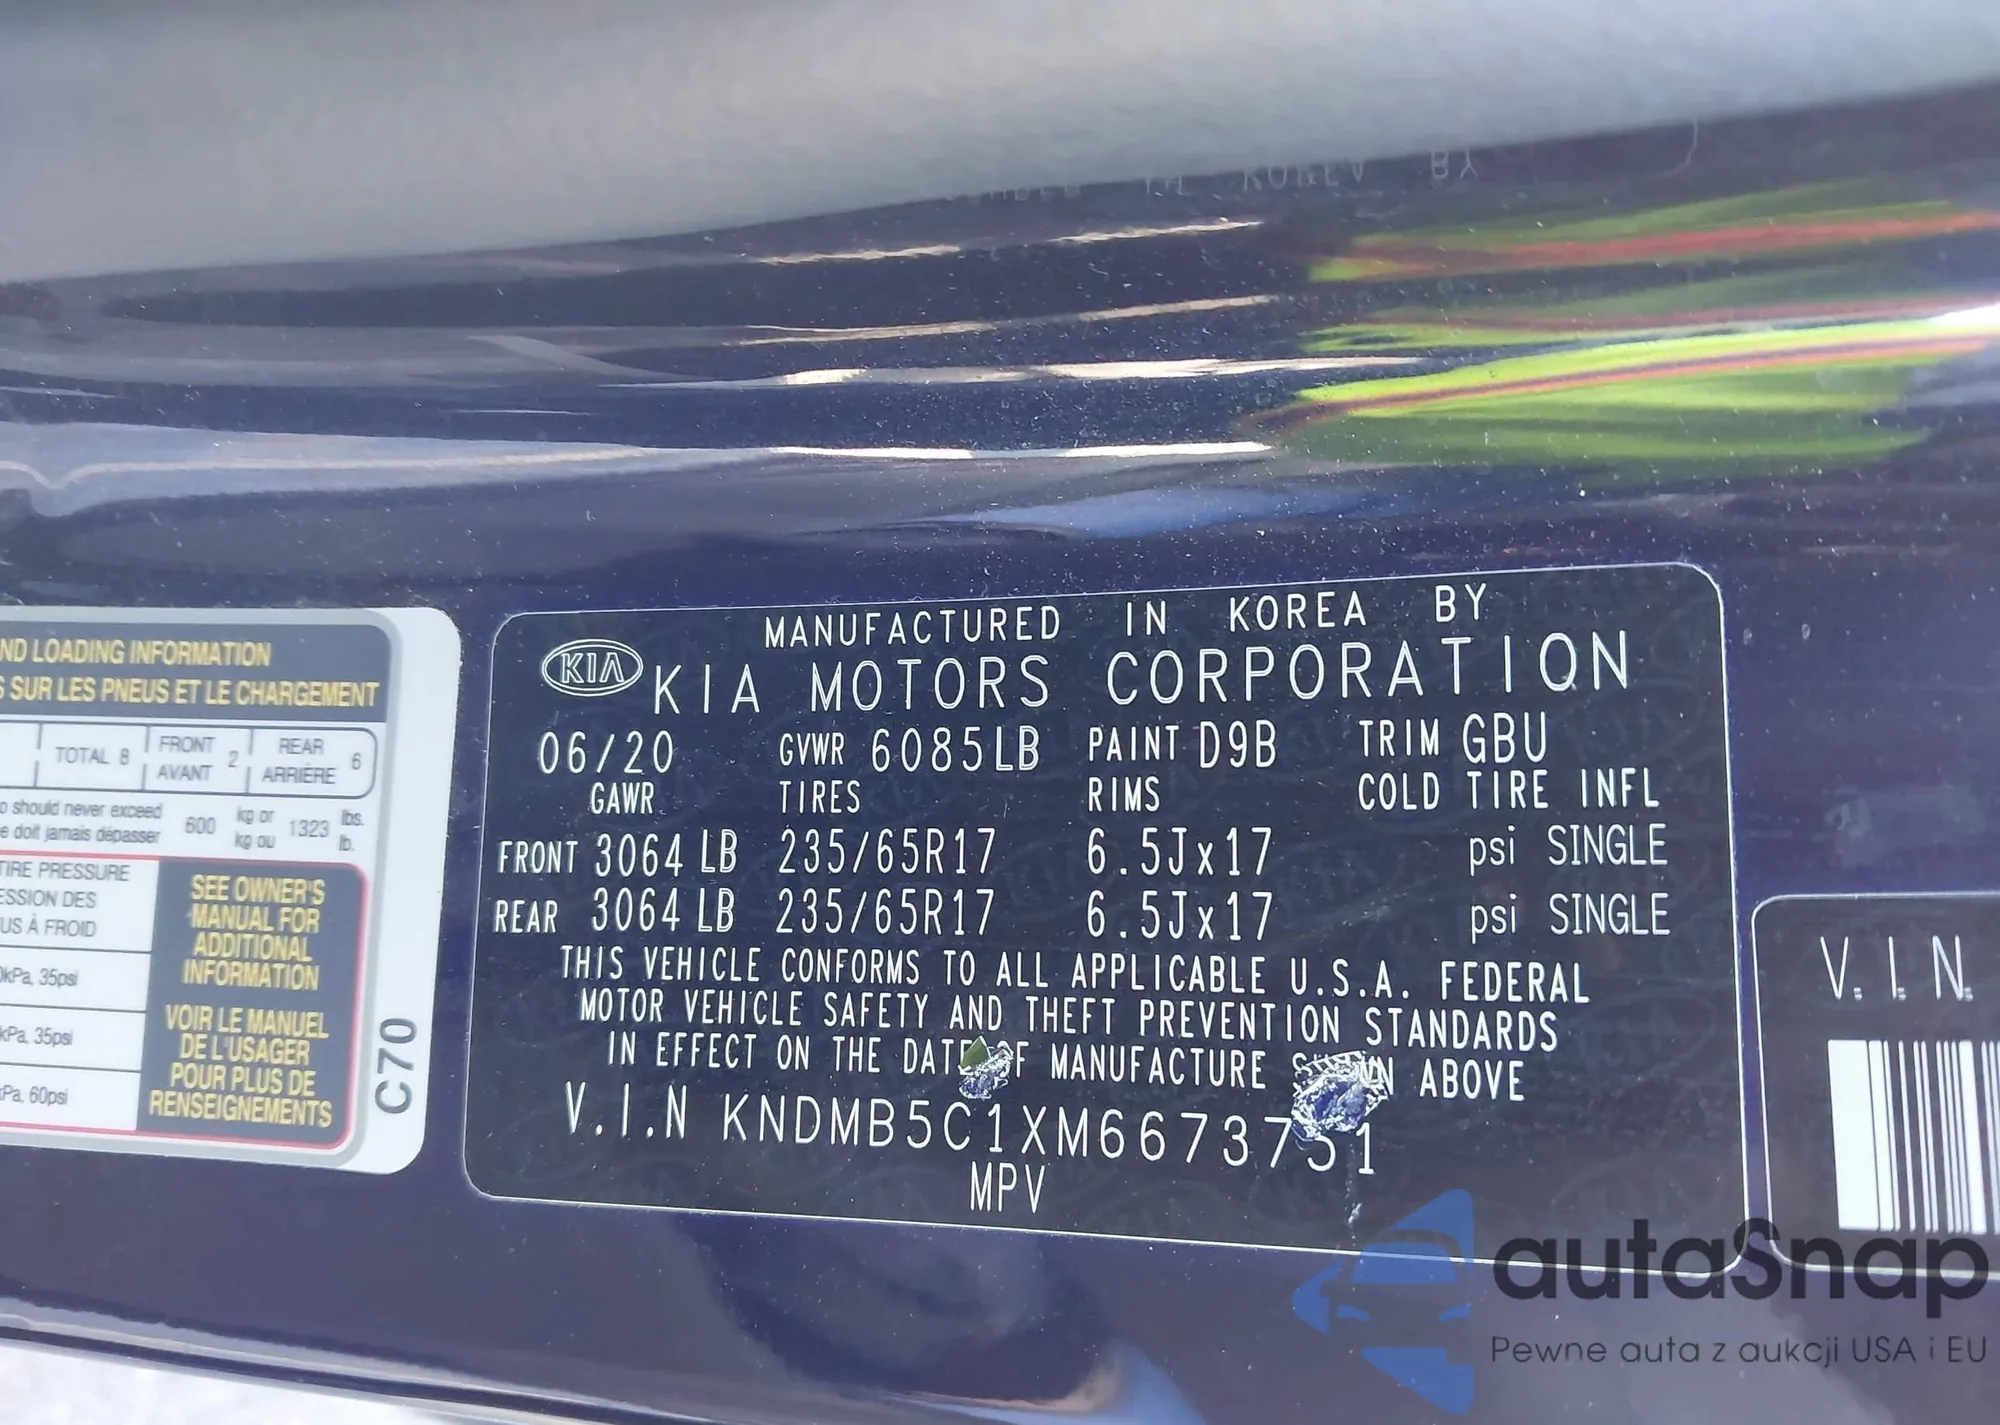 ND LOADING INFORMATION
S SUR LES PNEUS ET LE CHARGEMENT
TOTAL 8 FRONT AVANT 2 REAR ARRIÈRE 6
o should never exceed
e doit jamais dépasser
600 kg or kg ou 1323 lbs. lb.
TIRE PRESSURE
ESSION DES
US À FROID
0kPa, 35psi
kPa, 35psi
kPa, 60psi
SEE OWNER'S
MANUAL FOR
ADDITIONAL
INFORMATION
VOIR LE MANUEL
DE L'USAGER
POUR PLUS DE
RENSEIGNEMENTS
C70
MANUFACTURED IN KOREA BY
KIA KIA MOTORS CORPORATION
06/20 GVWR 6085LB PAINT D9B TRIM GBU
GAWR TIRES RIMS COLD TIRE INFL
FRONT 3064 LB 235/65R17 6.5Jx17 psi SINGLE
REAR 3064 LB 235/65R17 6.5Jx17 psi SINGLE
THIS VEHICLE CONFORMS TO ALL APPLICABLE U.S.A. FEDERAL
MOTOR VEHICLE SAFETY AND THEFT PREVENTION STANDARDS
IN EFFECT ON THE DATE OF MANUFACTURE SHOWN ABOVE
V.I.N KNDMB5C1XM6673751
MPV
V.I.N.
autaSnap
Pewne auta z aukcji USA i EU